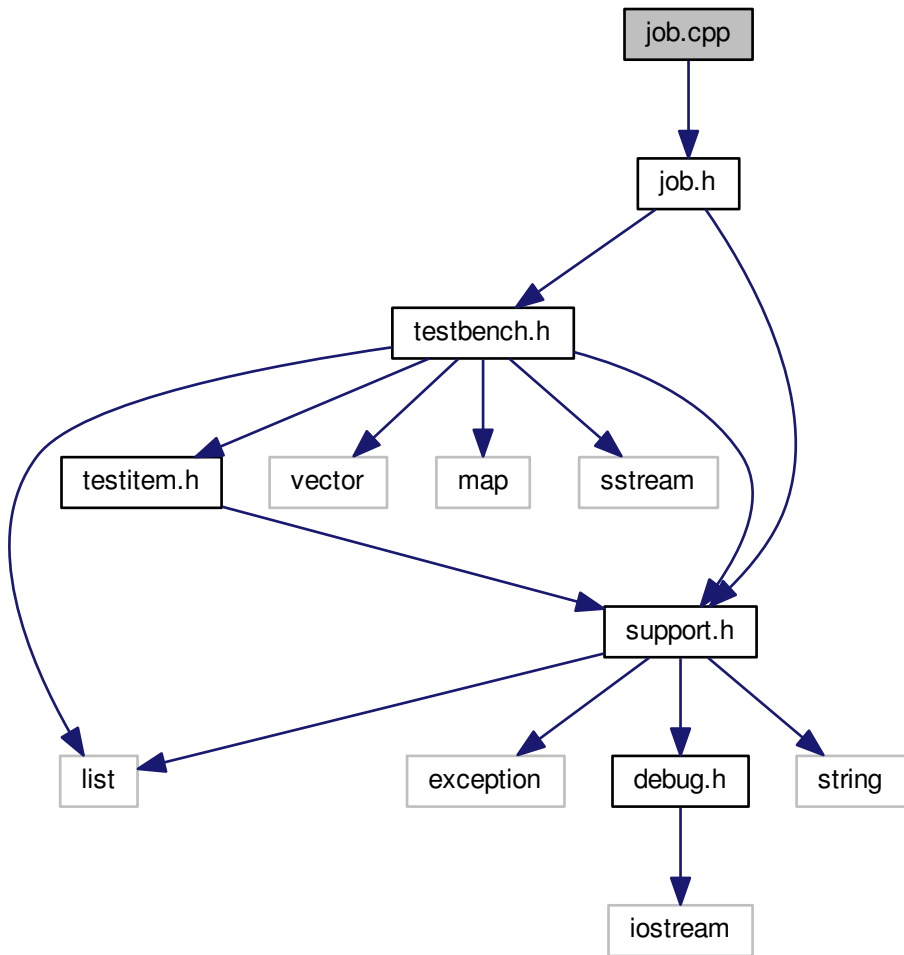 job.cpp
job.h
testbench.h
testitem.h
vector
map
sstream
support.h
list
exception
debug.h
string
iostream